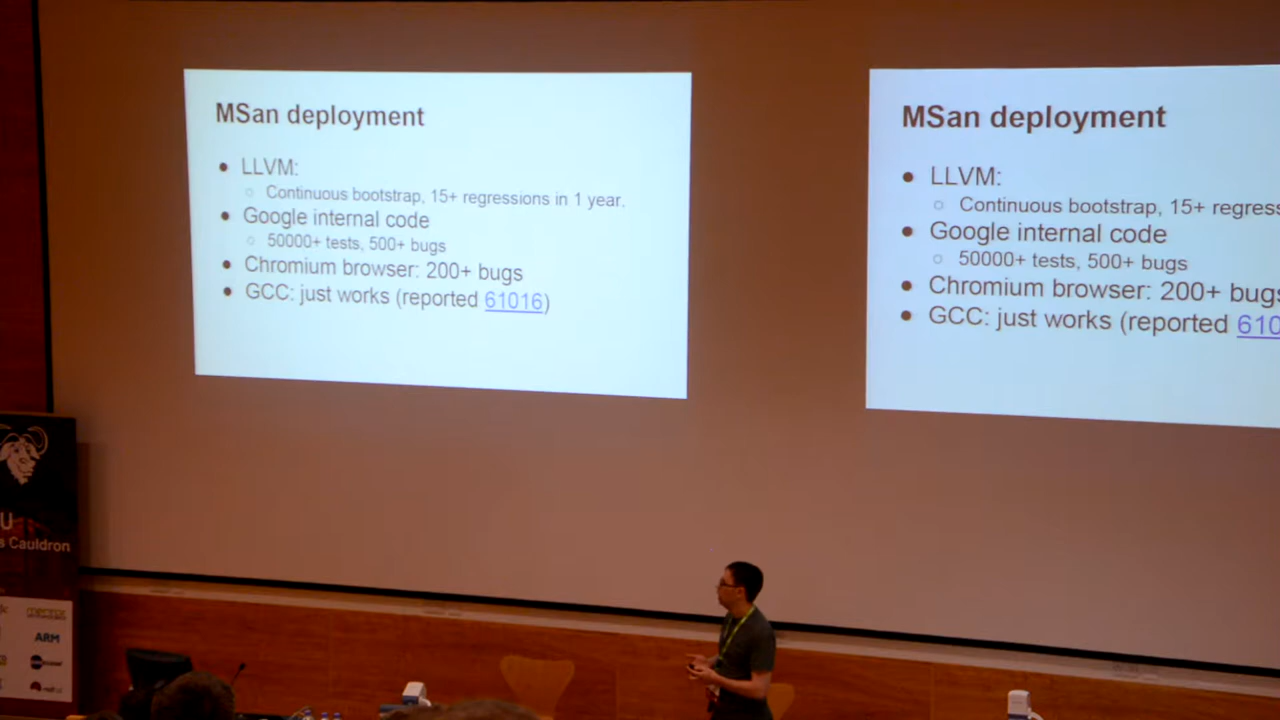 MSan deployment
● LLVM:
○ Continuous bootstrap, 15+ regressions in 1 year.
● Google internal code
○ 50000+ tests, 500+ bugs
● Chromium browser: 200+ bugs
● GCC: just works (reported 61016)
MSan deployment
● LLVM:
○ Continuous bootstrap, 15+ regress
● Google internal code
○ 50000+ tests, 500+ bugs
● Chromium browser: 200+ bugs
● GCC: just works (reported 610
U
s Cauldron
ARM